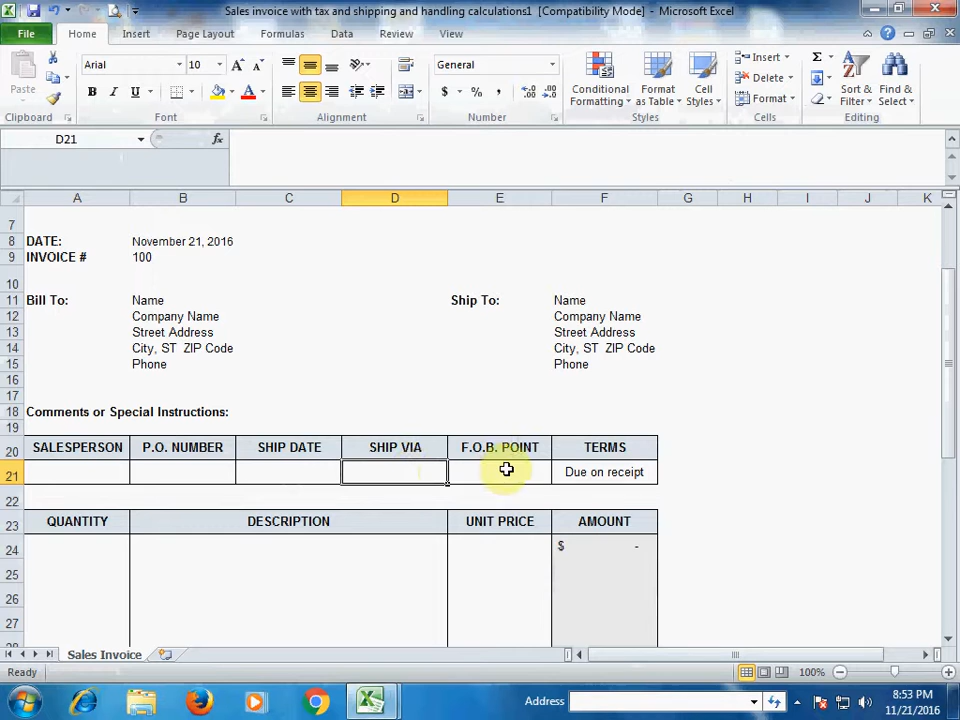 Sales invoice with tax and shipping and handling calculations1 [Compatibility Mode] - Microsoft Excel
File Home Insert Page Layout Formulas Data Review View
Paste
Arial 10
B I U
General
$ % ,
Conditional Formatting
Format as Table
Cell Styles
Insert
Delete
Format
Sort & Filter
Find & Select
Clipboard Font Alignment Number Styles Cells Editing
D21 fx
A B C D E F G H I J K
7
8 DATE: November 21, 2016
9 INVOICE # 100
10
11 Bill To: Name Ship To: Name
12 Company Name Company Name
13 Street Address Street Address
14 City, ST ZIP Code City, ST ZIP Code
15 Phone Phone
16
17
18 Comments or Special Instructions:
19
20 SALESPERSON P.O. NUMBER SHIP DATE SHIP VIA F.O.B. POINT TERMS
21 Due on receipt
22
23 QUANTITY DESCRIPTION UNIT PRICE AMOUNT
24 $ -
25
26
27
28
Sales Invoice
Ready 100%
Address 8:53 PM
11/21/2016